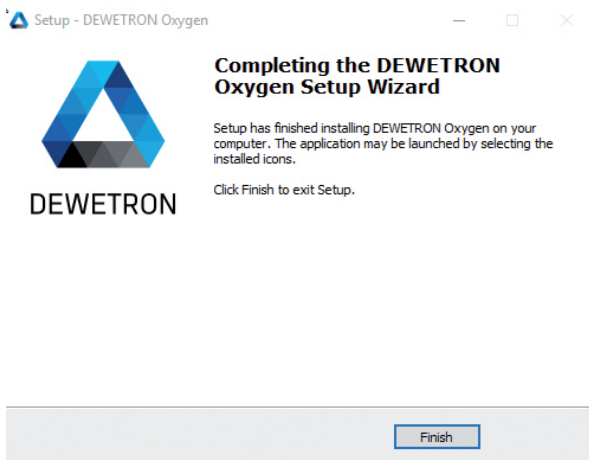 Setup - DEWETRON Oxygen
Completing the DEWETRON
Oxygen Setup Wizard
Setup has finished installing DEWETRON Oxygen on your
computer. The application may be launched by selecting the
installed icons.
Click Finish to exit Setup.
DEWETRON
Finish